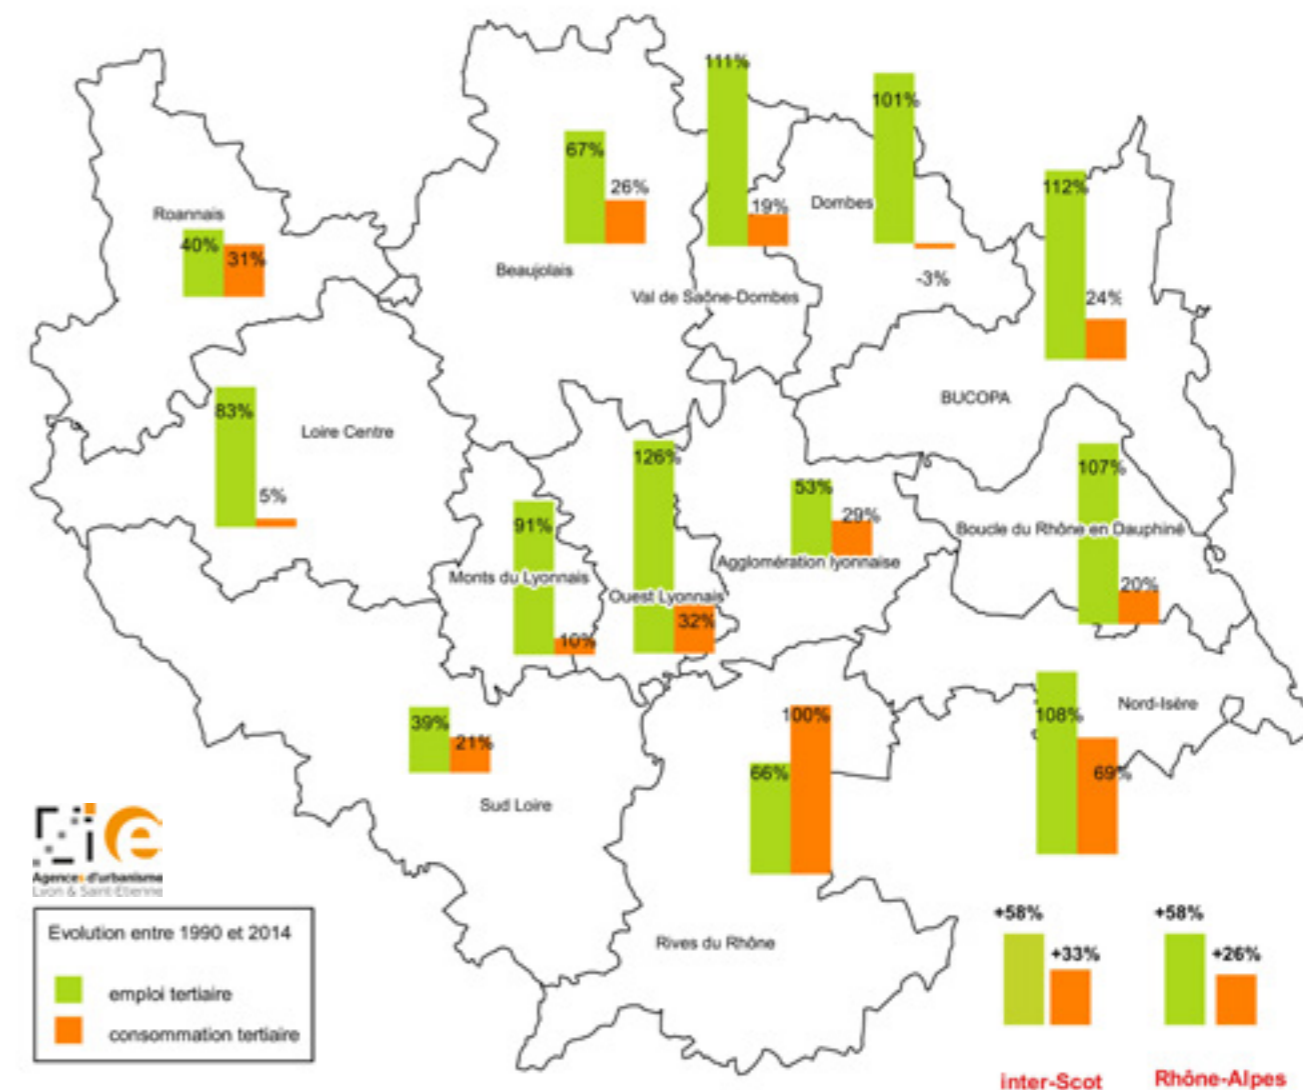 111%
101%
67%
112%
26%
19%
Dombes
Roannais
40%
31%
Beaujolais
-3%
Val de Saône-Dombes
24%
BUCOPA
83%
Loire Centre
126%
107%
5%
53%
91%
29%
Boucle du Rhône en Dauphiné
Agglomération lyonnaise
Monts du Lyonnais
20%
Ouest Lyonnais
10%
32%
Nord-Isère
39%
100%
108%
21%
66%
69%
Sud Loire
ie
Agences d'urbanisme
Lyon & Saint-Etienne
Evolution entre 1990 et 2014
emploi tertiaire
consommation tertiaire
Rives du Rhône
+58%
+33%
inter-Scot
+58%
+26%
Rhône-Alpes